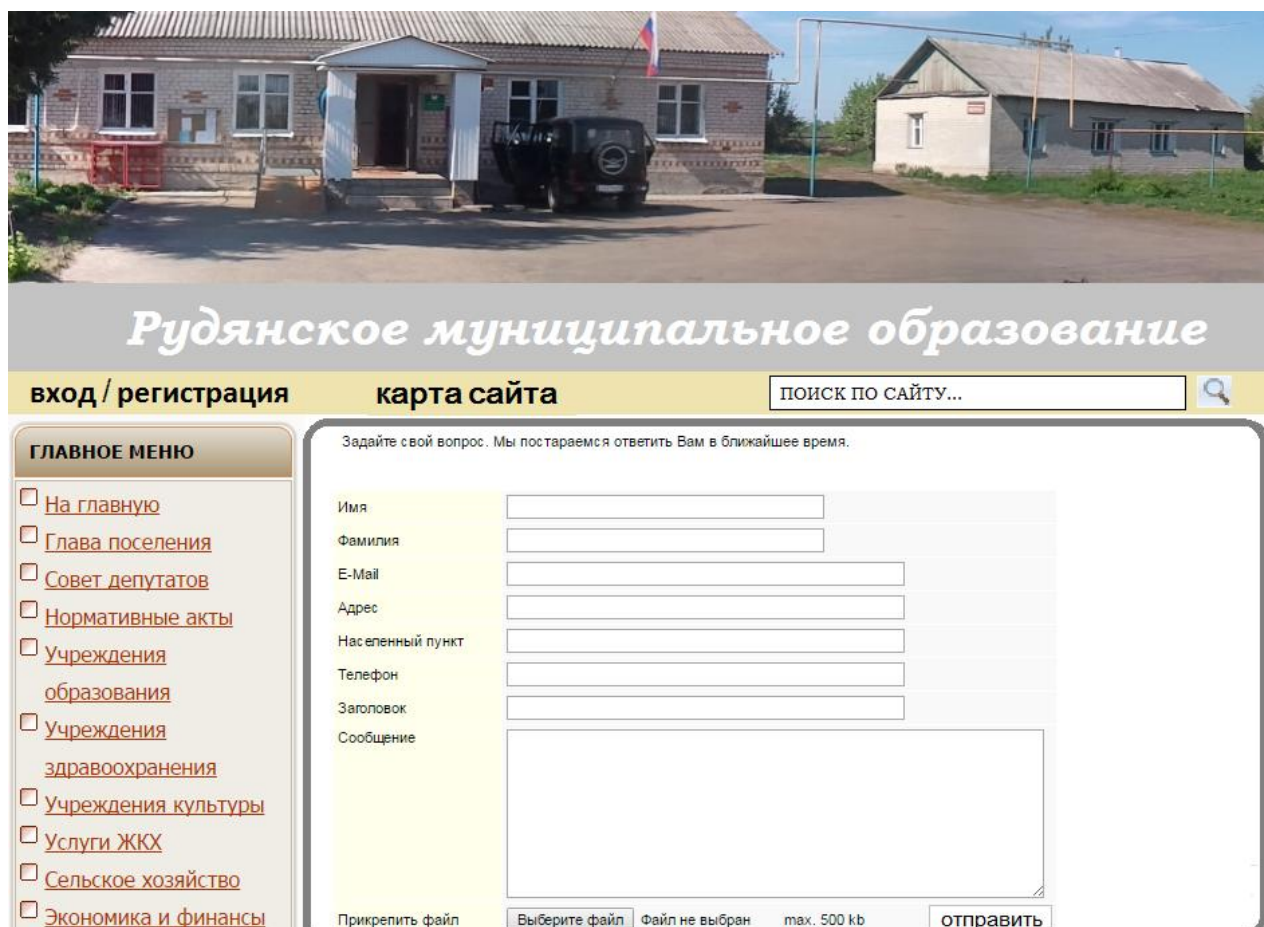 Рудянское муниципальное образование
вход / регистрация
карта сайта
ПОИСК ПО САЙТУ...
ГЛАВНОЕ МЕНЮ
На главную
Глава поселения
Совет депутатов
Нормативные акты
Учреждения
образования
Учреждения
здравоохранения
Учреждения культуры
Услуги ЖКХ
Сельское хозяйство
Экономика и финансы
Задайте свой вопрос. Мы постараемся ответить Вам в ближайшее время.
Имя
Фамилия
E-Mail
Адрес
Населенный пункт
Телефон
Заголовок
Сообщение
Прикрепить файл
Выберите файл Файл не выбран max. 500 kb отправить